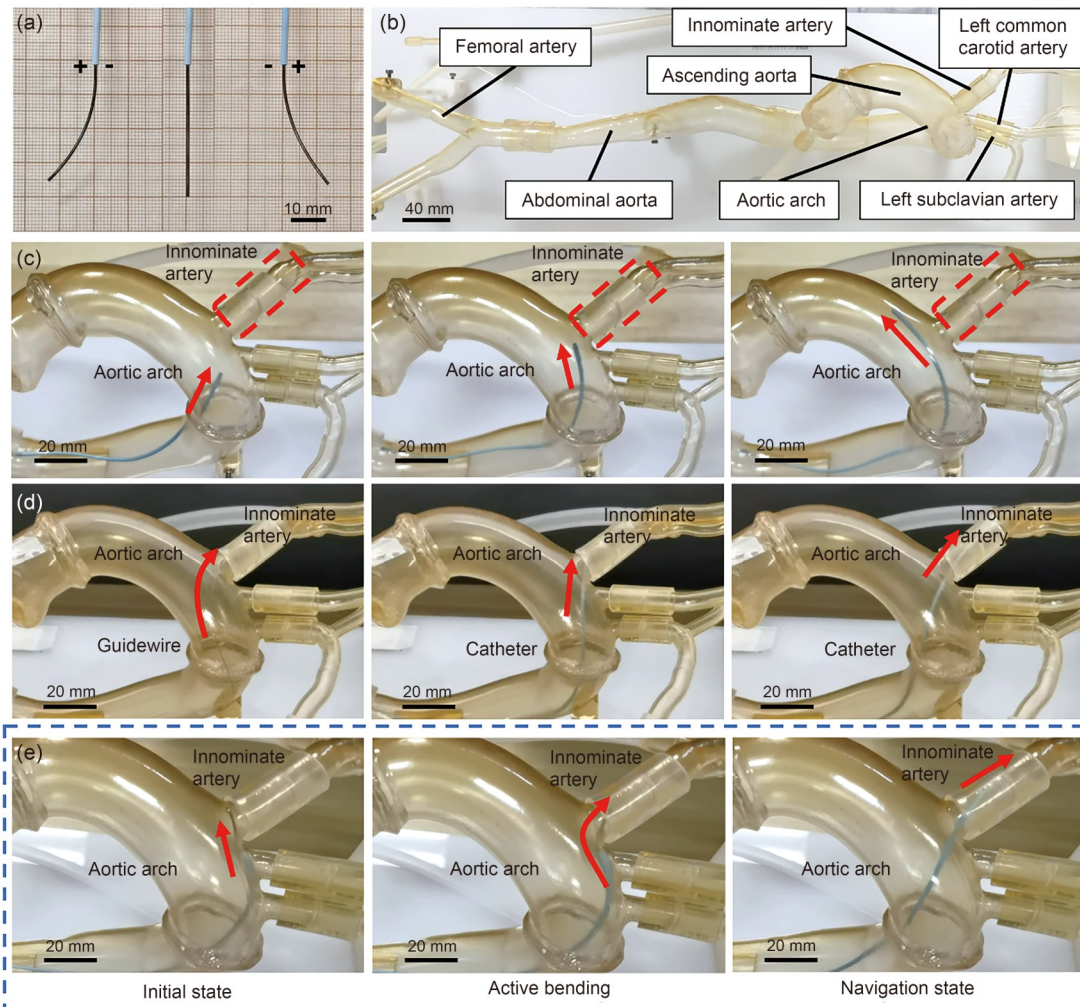 (a)
+ -
- +
10 mm
(b)
Femoral artery
Innominate artery
Left common
carotid artery
Ascending aorta
Abdominal aorta
Aortic arch
Left subclavian artery
40 mm
(c)
Innominate
artery
Aortic arch
20 mm
Innominate
artery
Aortic arch
20 mm
Innominate
artery
Aortic arch
20 mm
(d)
Innominate
artery
Aortic arch
Guidewire
20 mm
Innominate
artery
Aortic arch
Catheter
20 mm
Innominate
artery
Aortic arch
Catheter
20 mm
(e)
Innominate
artery
Aortic arch
20 mm
Initial state
Innominate
artery
Aortic arch
20 mm
Active bending
Innominate
artery
Aortic arch
20 mm
Navigation state